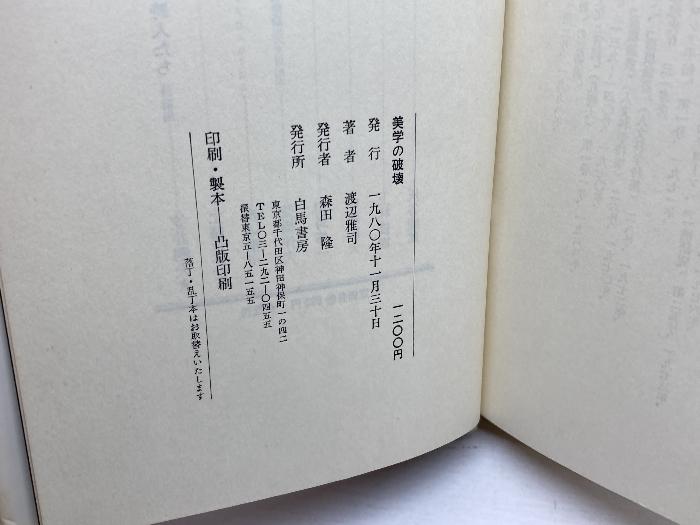 美学の破壊　一二〇〇円
発行　一九八〇年十一月三十日
著者　渡辺雅司
発行者　森田　隆
発行所　白馬書房
東京都千代田区神田神保町一の四二
TEL〇三―二九二―〇四五五
振替東京五―八五一五五
印刷・製本――凸版印刷
落丁・乱丁本はお取替えいたします